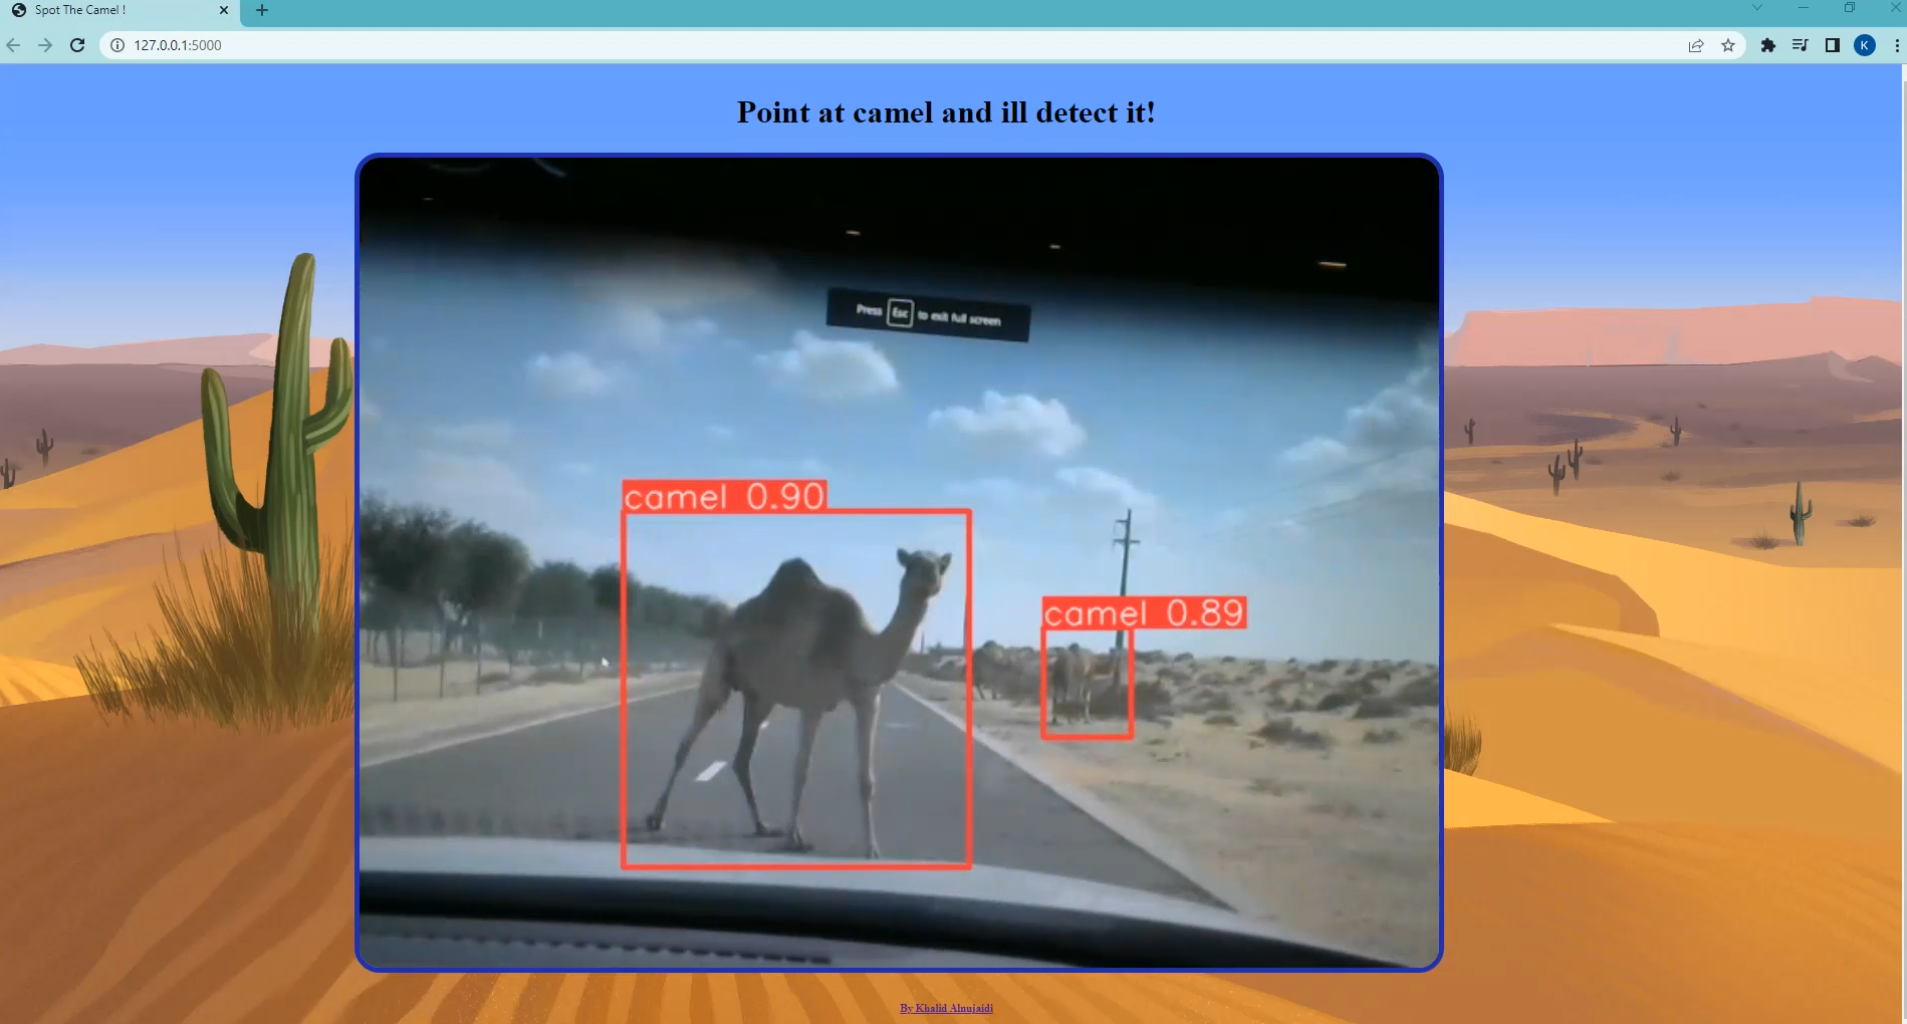 Spot The Camel !
127.0.0.1:5000
K
Point at camel and ill detect it!
Press Esc to exit full screen
camel 0.90
camel 0.89
By Khalid Alnujaidi